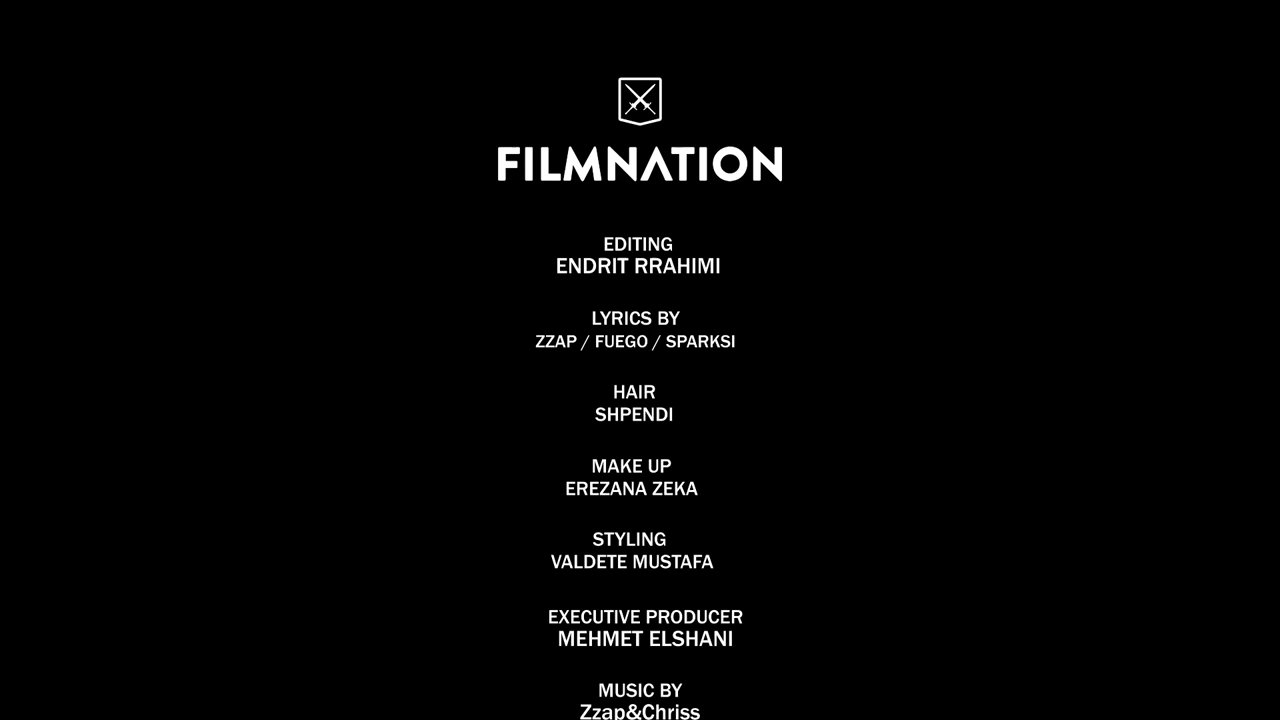 FILMNATION
EDITING
ENDRIT RRAHIMI
LYRICS BY
ZZAP / FUEGO / SPARKSI
HAIR
SHPENDI
MAKE UP
EREZANA ZEKA
STYLING
VALDETE MUSTAFA
EXECUTIVE PRODUCER
MEHMET ELSHANI
MUSIC BY
Zzap&Chriss